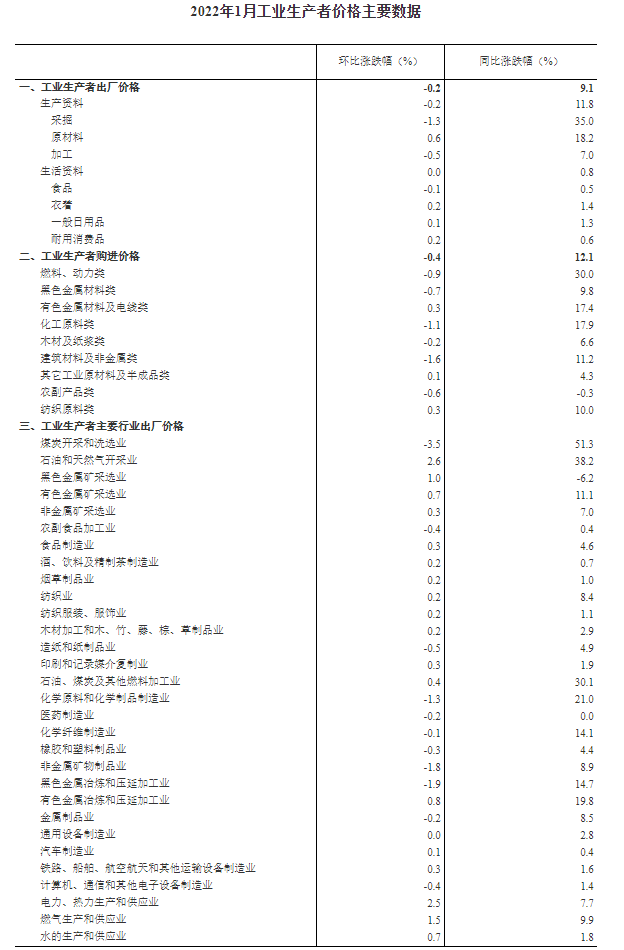 2022年1月工业生产者价格主要数据
环比涨跌幅（%） 同比涨跌幅（%）
一、工业生产者出厂价格 -0.2 9.1
生产资料 -0.2 11.8
采掘 -1.3 35.0
原材料 0.6 18.2
加工 -0.5 7.0
生活资料 0.0 0.8
食品 -0.1 0.5
衣着 0.2 1.4
一般日用品 0.1 1.3
耐用消费品 0.2 0.6
二、工业生产者购进价格 -0.4 12.1
燃料、动力类 -0.9 30.0
黑色金属材料类 -0.7 9.8
有色金属材料及电线类 0.3 17.4
化工原料类 -1.1 17.9
木材及纸浆类 -0.2 6.6
建筑材料及非金属类 -1.6 11.2
其它工业原材料及半成品类 0.1 4.3
农副产品类 -0.6 -0.3
纺织原料类 0.3 10.0
三、工业生产者主要行业出厂价格
煤炭开采和洗选业 -3.5 51.3
石油和天然气开采业 2.6 38.2
黑色金属矿采选业 1.0 -6.2
有色金属矿采选业 0.7 11.1
非金属矿采选业 0.3 7.0
农副食品加工业 -0.4 0.4
食品制造业 0.3 4.6
酒、饮料及精制茶制造业 0.2 0.7
烟草制品业 0.2 1.0
纺织业 0.2 8.4
纺织服装、服饰业 0.2 1.1
木材加工和木、竹、藤、棕、草制品业 0.2 2.9
造纸和纸制品业 -0.5 4.9
印刷和记录媒介复制业 0.3 1.9
石油、煤炭及其他燃料加工业 0.4 30.1
化学原料和化学制品制造业 -1.3 21.0
医药制造业 -0.2 0.0
化学纤维制造业 -0.1 14.1
橡胶和塑料制品业 -0.3 4.4
非金属矿物制品业 -1.8 8.9
黑色金属冶炼和压延加工业 -1.9 14.7
有色金属冶炼和压延加工业 0.8 19.8
金属制品业 -0.2 8.5
通用设备制造业 0.0 2.8
汽车制造业 0.1 0.4
铁路、船舶、航空航天和其他运输设备制造业 0.3 1.6
计算机、通信和其他电子设备制造业 -0.4 1.4
电力、热力生产和供应业 2.5 7.7
燃气生产和供应业 1.5 9.9
水的生产和供应业 0.7 1.8